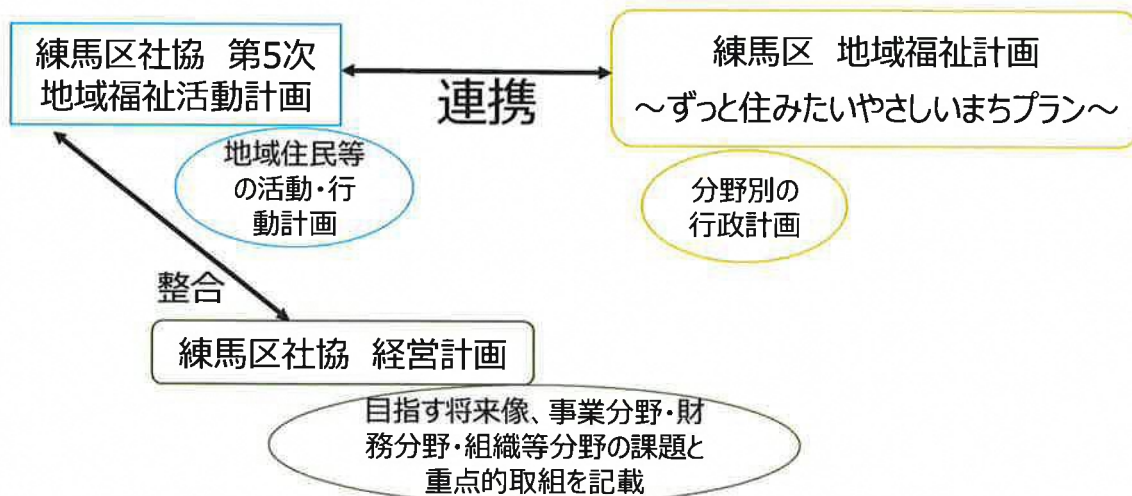 練馬区社協　第5次
地域福祉活動計画
連携
練馬区　地域福祉計画
～ずっと住みたいやさしいまちプラン～
地域住民等
の活動・行
動計画
分野別の
行政計画
整合
練馬区社協　経営計画
目指す将来像、事業分野・財
務分野・組織等分野の課題と
重点的取組を記載